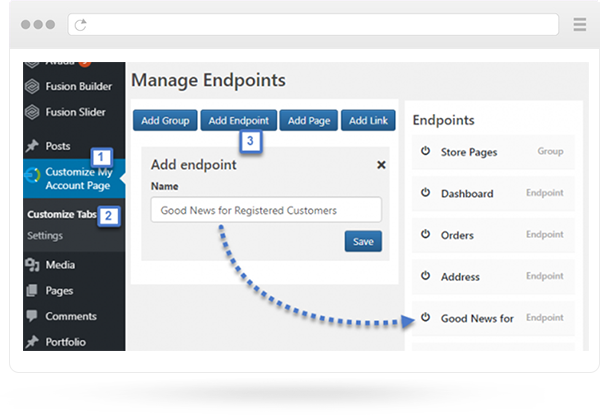 Avada
Fusion Builder
Fusion Slider
Posts
1
Customize My
Account Page
Customize Tabs
2
Settings
Media
Pages
Comments
Portfolio
Manage Endpoints
Add Group Add Endpoint Add Page Add Link
3
Add endpoint
Name
Good News for Registered Customers
Save
Endpoints
Store Pages Group
Dashboard Endpoint
Orders Endpoint
Address Endpoint
Good News for Endpoint